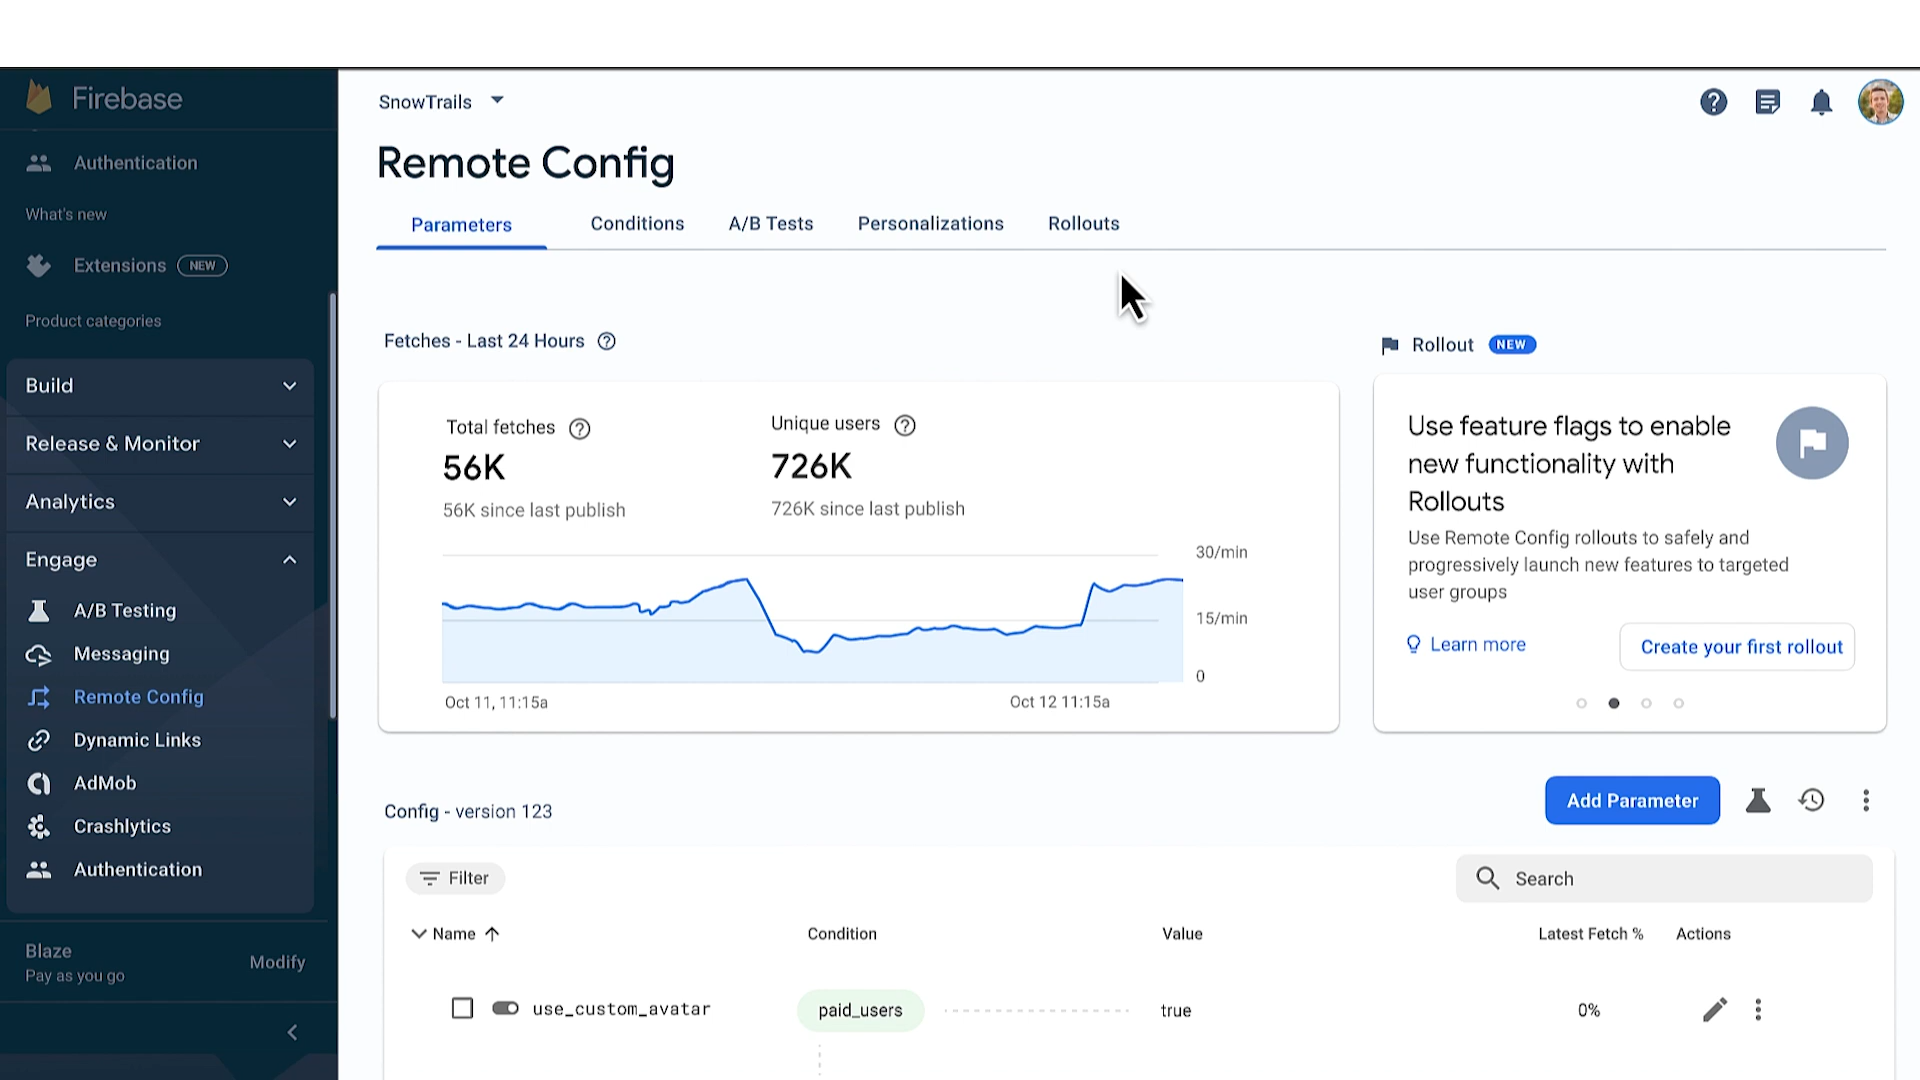 Firebase
Authentication
What's new
Extensions NEW
Product categories
Build
Release & Monitor
Analytics
Engage
A/B Testing
Messaging
Remote Config
Dynamic Links
AdMob
Crashlytics
Authentication
Blaze
Pay as you go
Modify
SnowTrails
Remote Config
Parameters Conditions A/B Tests Personalizations Rollouts
Fetches - Last 24 Hours
Total fetches
56K
56K since last publish
Unique users
726K
726K since last publish
30/min
15/min
0
Oct 11, 11:15a Oct 12 11:15a
Rollout NEW
Use feature flags to enable
new functionality with
Rollouts
Use Remote Config rollouts to safely and
progressively launch new features to targeted
user groups
Learn more Create your first rollout
Config - version 123
Add Parameter
Filter
Search
Name Condition Value Latest Fetch % Actions
use_custom_avatar paid_users true 0%